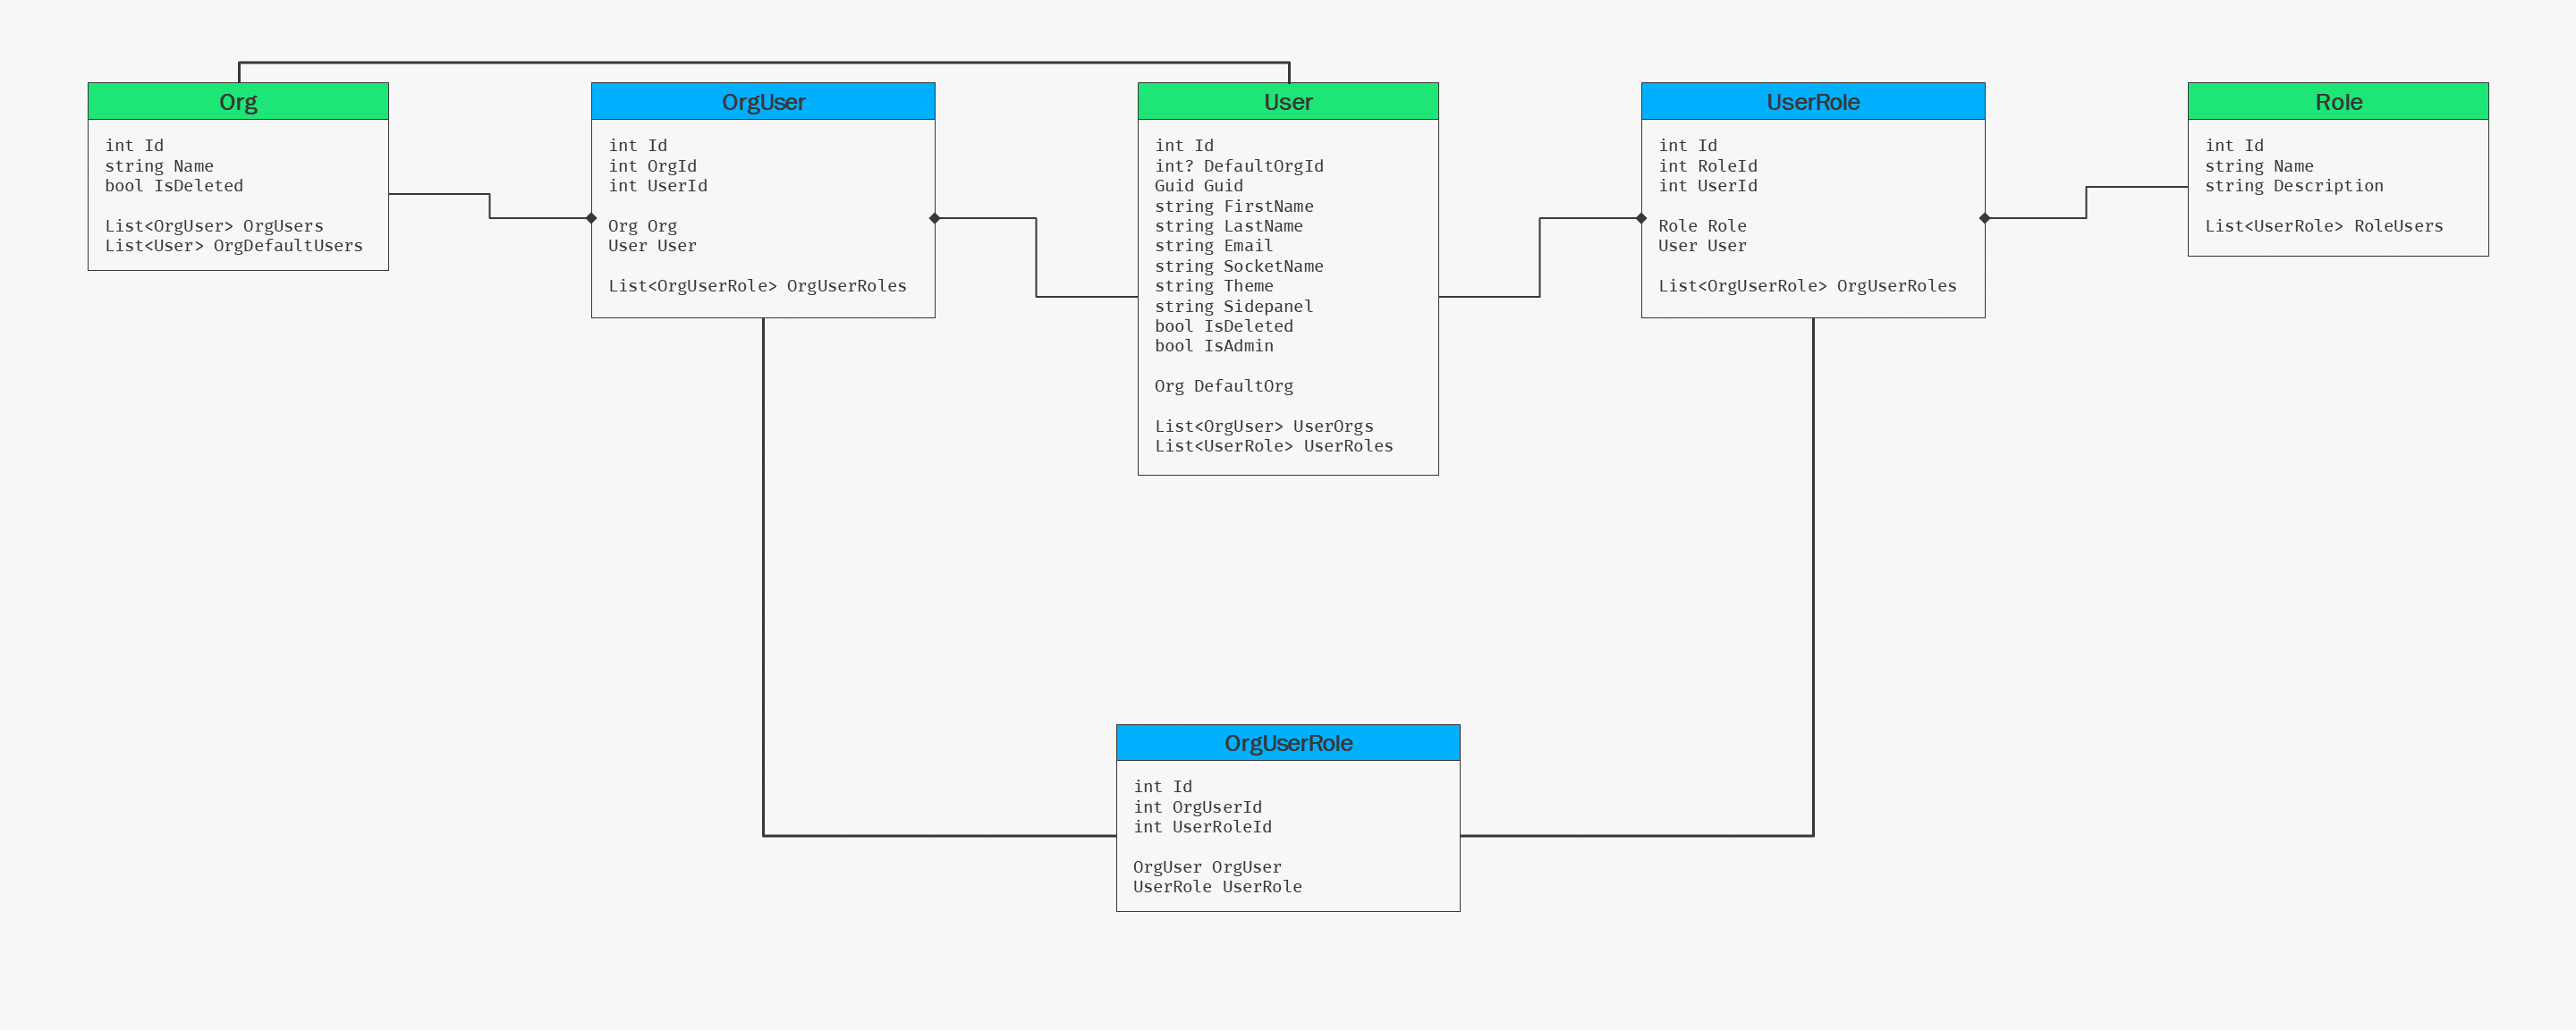 Org
int Id
string Name
bool IsDeleted
List<OrgUser> OrgUsers
List<User> OrgDefaultUsers
OrgUser
int Id
int OrgId
int UserId
Org Org
User User
List<OrgUserRole> OrgUserRoles
User
int Id
int? DefaultOrgId
Guid Guid
string FirstName
string LastName
string Email
string SocketName
string Theme
string Sidepanel
bool IsDeleted
bool IsAdmin
Org DefaultOrg
List<OrgUser> UserOrgs
List<UserRole> UserRoles
UserRole
int Id
int RoleId
int UserId
Role Role
User User
List<OrgUserRole> OrgUserRoles
Role
int Id
string Name
string Description
List<UserRole> RoleUsers
OrgUserRole
int Id
int OrgUserId
int UserRoleId
OrgUser OrgUser
UserRole UserRole